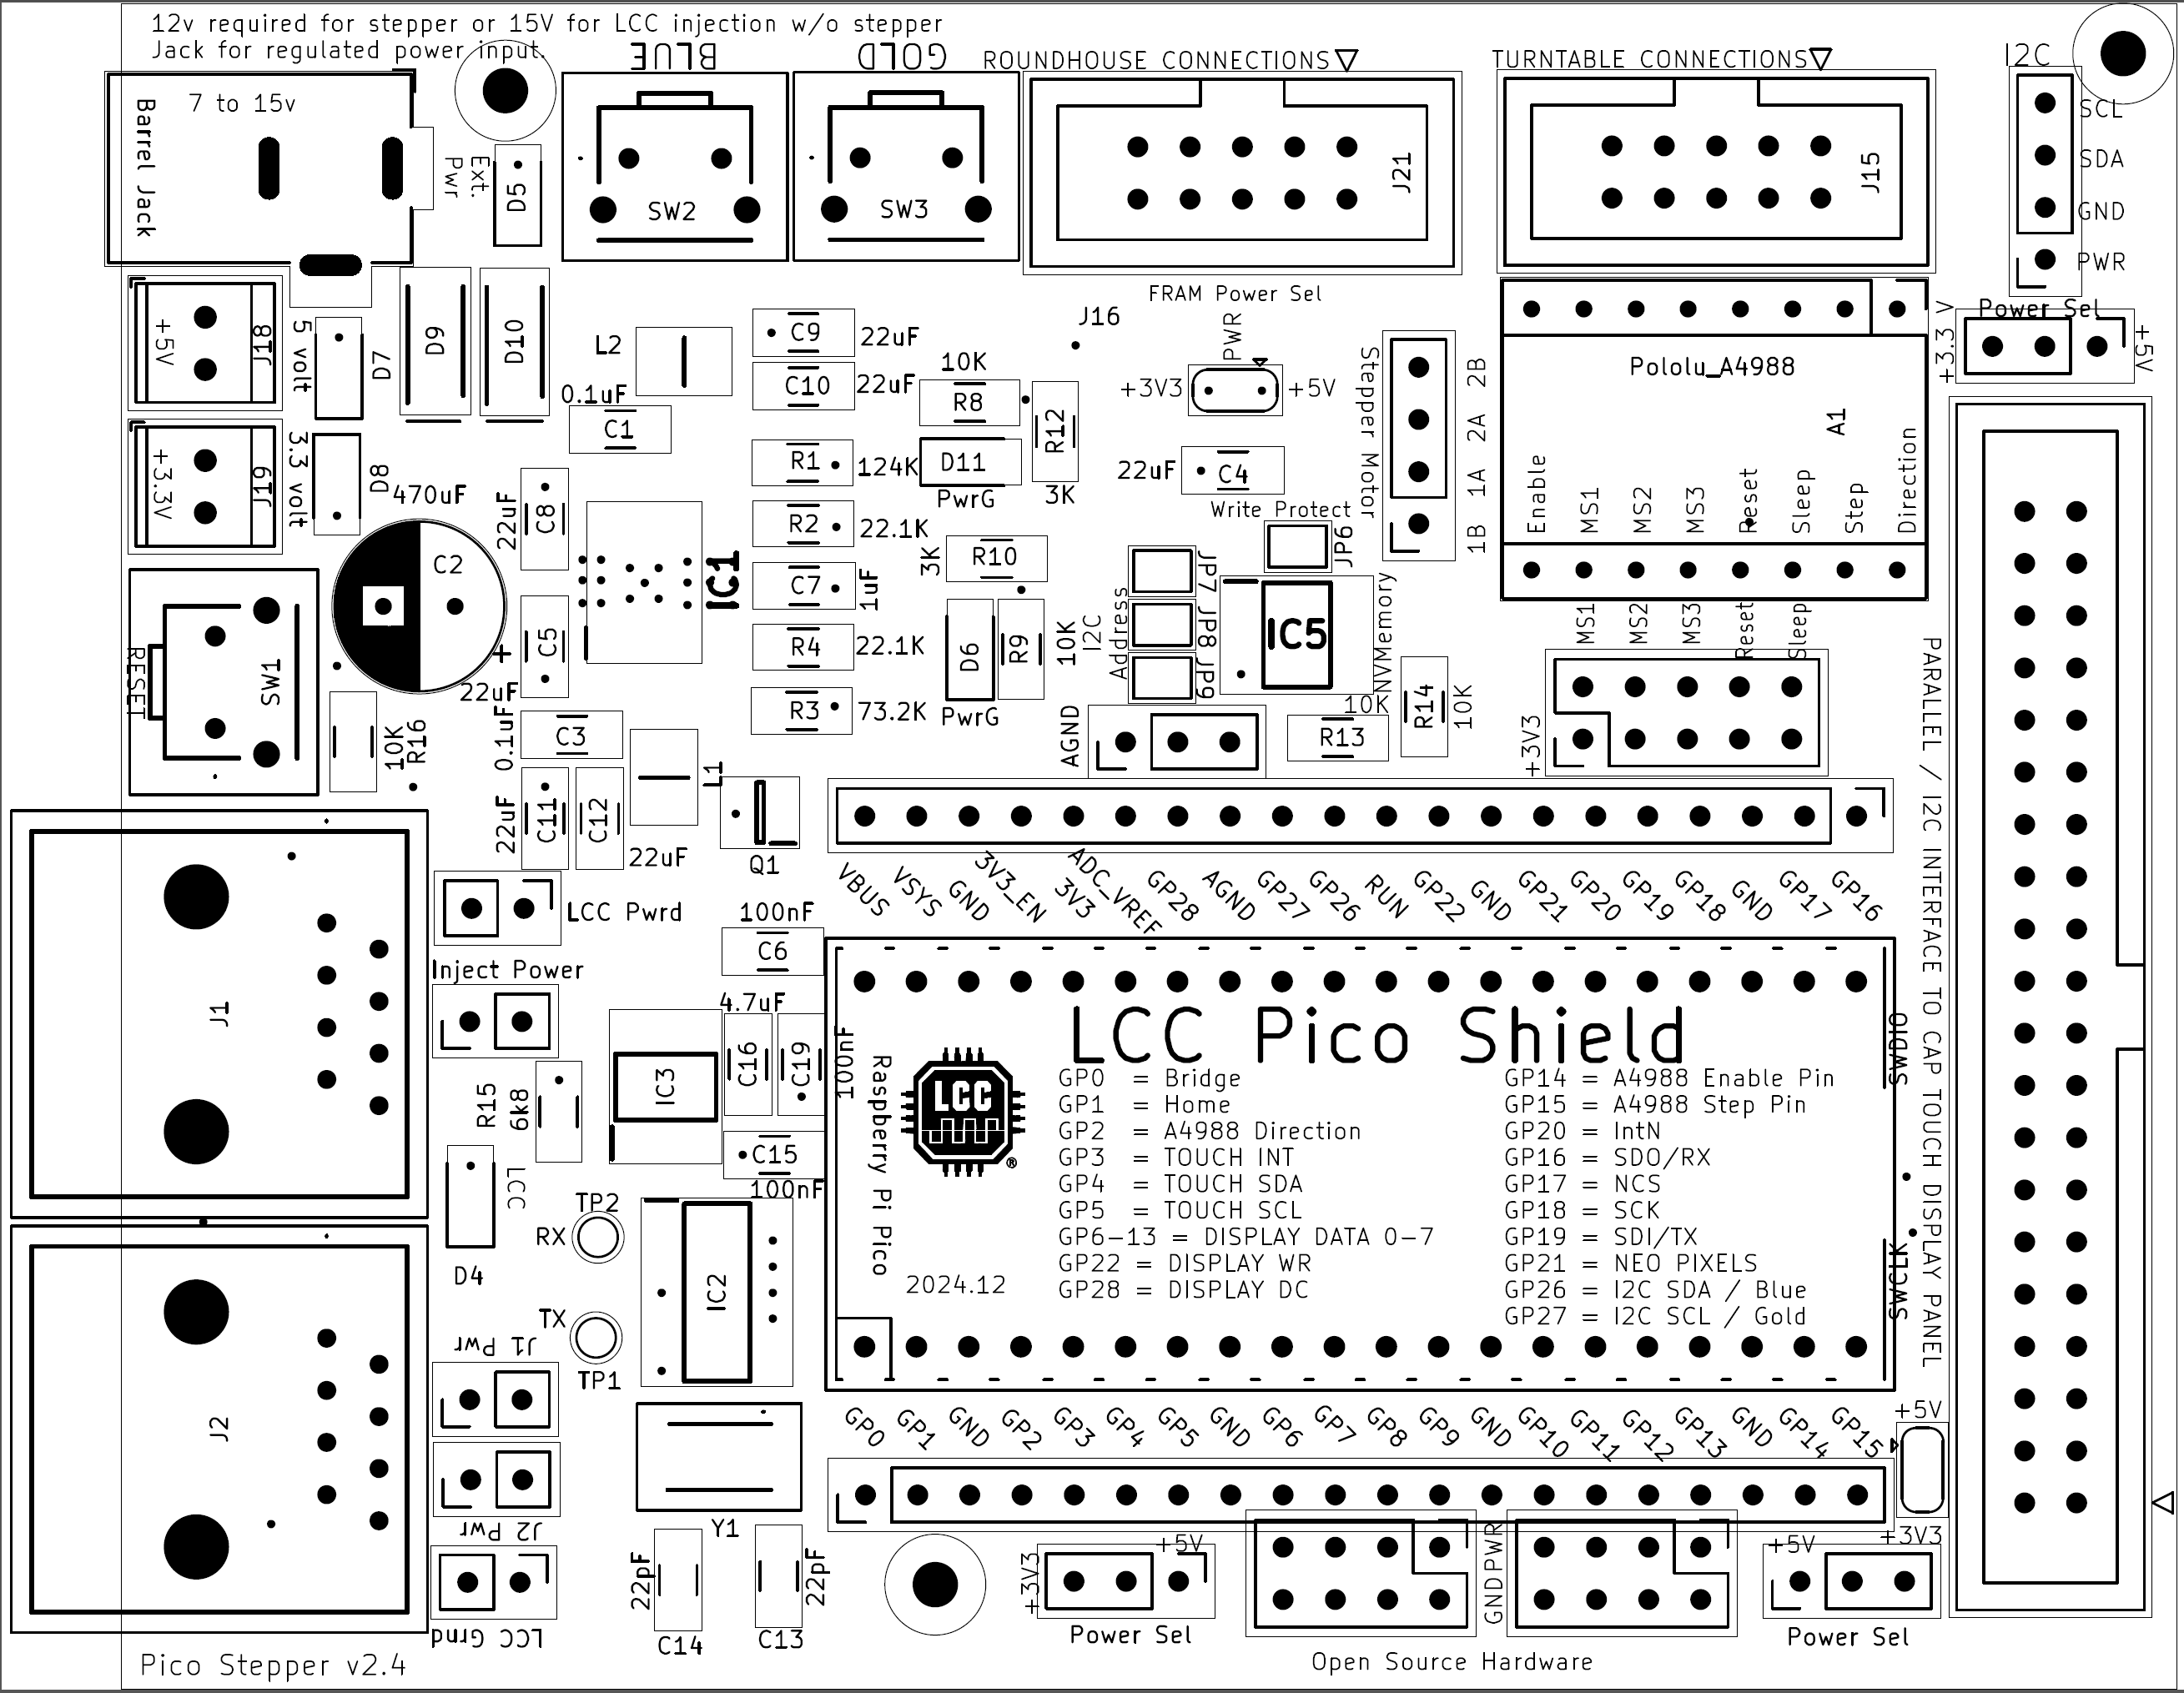 12v required for stepper or 15V for LCC injection w/o stepper
Jack for regulated power input.
BLUE
GOLD
ROUNDHOUSE CONNECTIONS
TURNTABLE CONNECTIONS
I2C
Barrel Jack
7 to 15v
Ext.
Pwr
D5
SW2
SW3
J21
J15
SCL
SDA
GND
PWR
+5V
J18
5 volt
D7
D9
D10
L2
C9
22uF
C10
22uF
0.1uF
C1
J16
10K
R8
R12
3K
FRAM Power Sel
PWR
+3V3
+5V
Stepper Motor
1B 1A 2A 2B
Pololu_A4988
A1
Enable
MS1
MS2
MS3
Reset
Sleep
Step
Direction
Power Sel
+3.3 V
+5V
+3.3V
J19
3.3 volt
D8
470uF
C2
22uF
C8
R1
124K
D11
PwrG
22uF
C4
Write Protect
JP6
R2
22.1K
IC1
C7
1nF
3K
R10
JP7
JP8
JP9
I2C
Address
IC5
NVMemory
MS1
MS2
MS3
Reset
Sleep
RESET
SW1
+
C5
22uF
R4
22.1K
D6
R9
10K
PwrG
R3
73.2K
10K
R16
0.1uF
C3
L1
AGND
10K
R13
R14
10K
+3V3
22uF
C11
C12
22uF
Q1
VBUS
VSYS
GND
3V3_EN
3V3
ADC_VREF
GP28
AGND
GP27
GP26
RUN
GP22
GND
GP21
GP20
GP19
GP18
GND
GP17
GP16
PARALLEL / I2C INTERFACE TO CAP TOUCH DISPLAY PANEL
J1
LCC Pwrd
Inject Power
100nF
C6
4.7uF
C16
C19
100nF
IC3
R15
6k8
C15
100nF
LCC
D4
TP2
RX
TX
TP1
IC2
LCC Pico Shield
Raspberry Pi Pico
LCC
®
2024.12
SWDIO
SWCLK
GP0 = Bridge
GP1 = Home
GP2 = A4988 Direction
GP3 = TOUCH INT
GP4 = TOUCH SDA
GP5 = TOUCH SCL
GP6-13 = DISPLAY DATA 0-7
GP22 = DISPLAY WR
GP28 = DISPLAY DC
GP14 = A4988 Enable Pin
GP15 = A4988 Step Pin
GP20 = IntN
GP16 = SDO/RX
GP17 = NCS
GP18 = SCK
GP19 = SDI/TX
GP21 = NEO PIXELS
GP26 = I2C SDA / Blue
GP27 = I2C SCL / Gold
J2
J1 Pwr
J2 Pwr
LCC Grnd
Y1
22pF
C14
C13
22pF
GP0
GP1
GND
GP2
GP3
GP4
GP5
GND
GP6
GP7
GP8
GP9
GND
GP10
GP11
GP12
GP13
GND
GP14
GP15
+5V
+3V3
+3V3
+5V
Power Sel
GNDPWR
+5V
Power Sel
Open Source Hardware
Pico Stepper v2.4